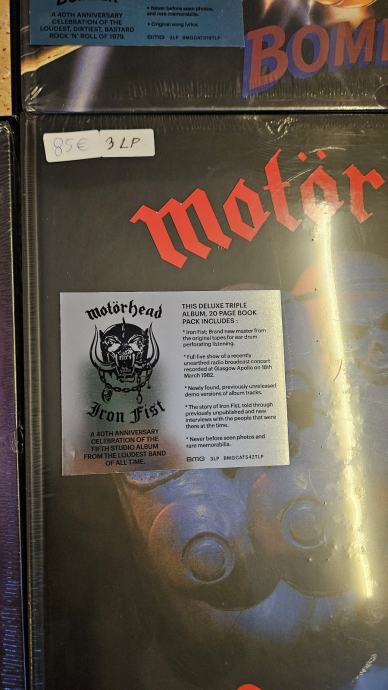 A 40TH ANNIVERSARY
CELEBRATION OF THE
LOUDEST, DIRTIEST, BASTARD
ROCK 'N' ROLL OF 1979.
* Never before seen photos,
and rare memorabilia.
* Original song lyrics
BMG 3LP BMGCAT515TLP
BOM
85€ 3 LP
Motör
motörhead
Iron Fist
A 40TH ANNIVERSARY
CELEBRATION OF THE
FIFTH STUDIO ALBUM
FROM THE LOUDEST BAND
OF ALL TIME.
THIS DELUXE TRIPLE
ALBUM, 20 PAGE BOOK
PACK INCLUDES :
* Iron Fist; Brand new master from
the original tapes for ear drum
perforating listening.
* Full live show of a recently
unearthed radio broadcast concert
recorded at Glasgow Apollo on 18th
March 1982.
* Newly found, previously unreleased
demo versions of album tracks.
* The story of Iron Fist, told through
previously unpublished and new
interviews with the people that were
there at the time.
* Never before seen photos and
rare memorabilia.
BMG 3LP BMGCAT542TLP